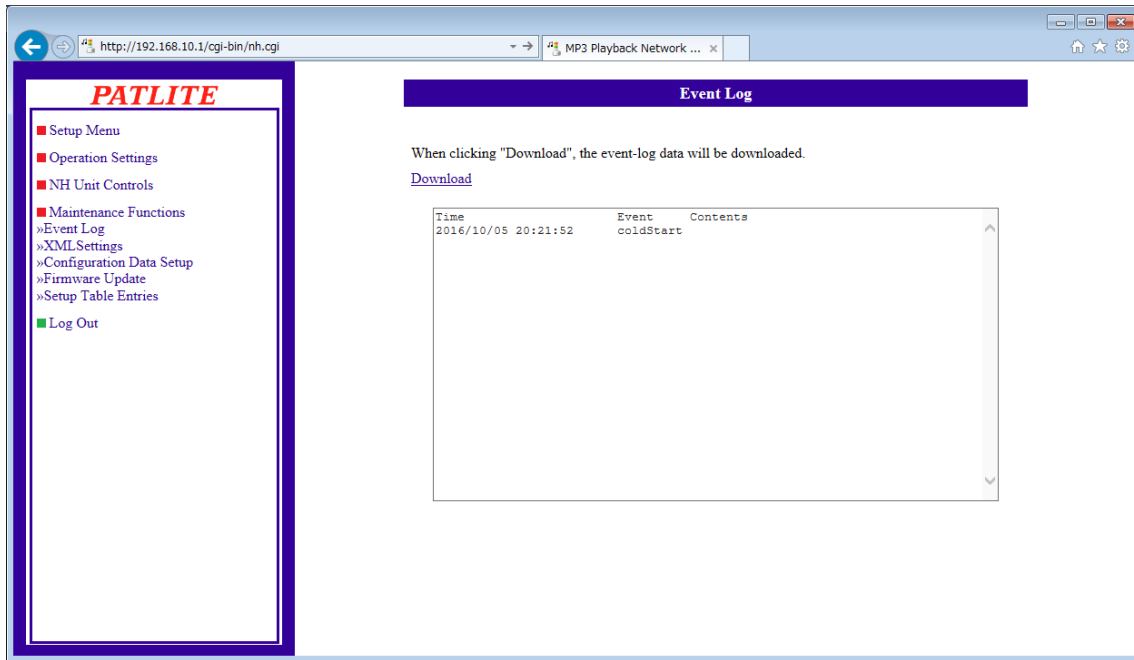 http://192.168.10.1/cgi-bin/nh.cgi
MP3 Playback Network ...
PATLITE
Setup Menu
Operation Settings
NH Unit Controls
Maintenance Functions
»Event Log
»XMLSettings
»Configuration Data Setup
»Firmware Update
»Setup Table Entries
Log Out
Event Log
When clicking "Download", the event-log data will be downloaded.
Download
Time Event Contents
2016/10/05 20:21:52 coldStart